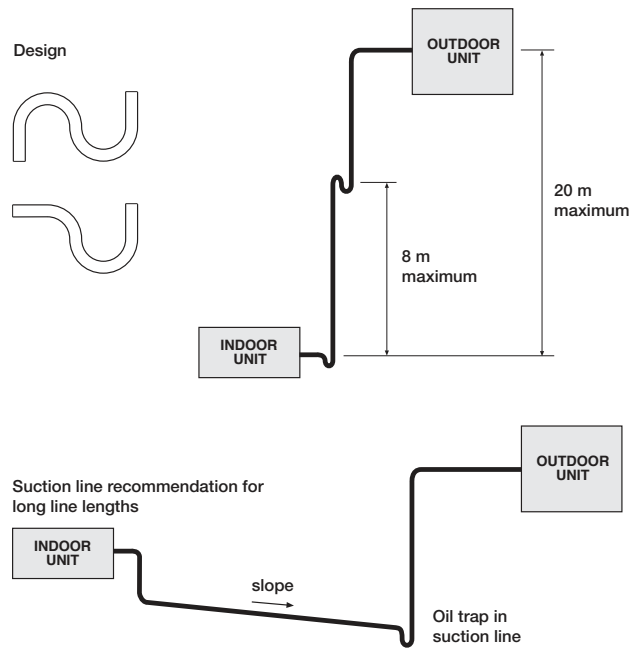 Design
OUTDOOR
UNIT
20 m
maximum
8 m
maximum
INDOOR
UNIT
Suction line recommendation for
long line lengths
OUTDOOR
UNIT
INDOOR
UNIT
slope
Oil trap in
suction line